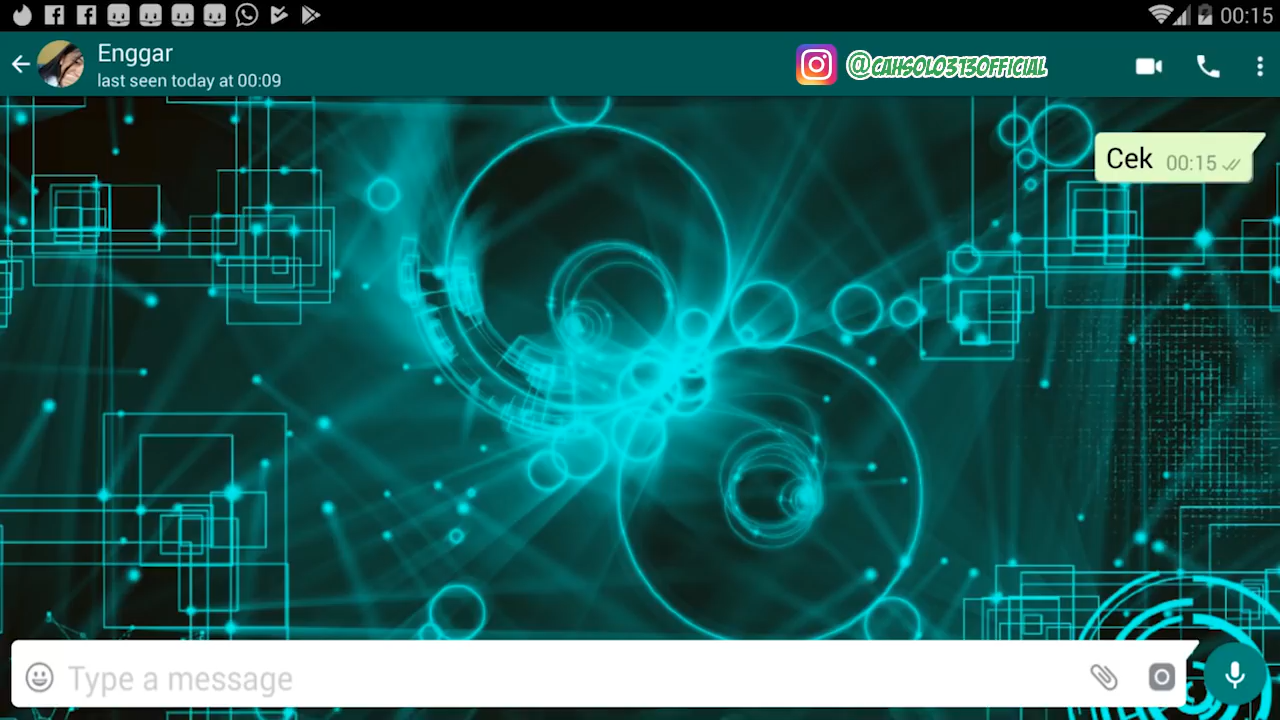 00:15
Enggar
last seen today at 00:09
@CAHSOLO313OFFICIAL
Cek 00:15
Type a message